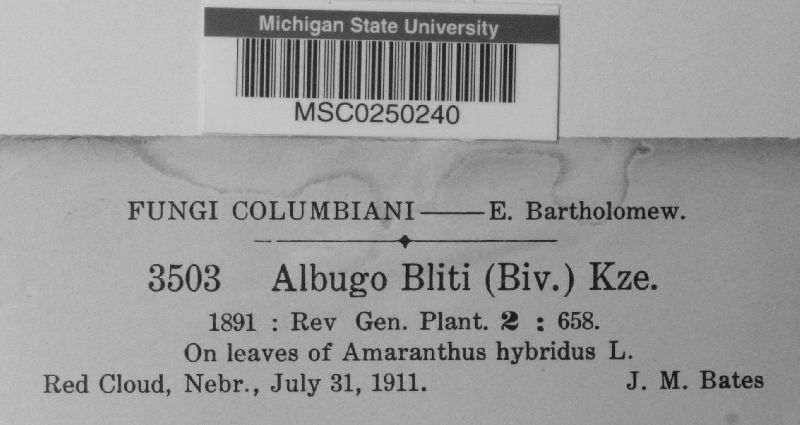 Michigan State University
MSC0250240
FUNGI COLUMBIANI——E. Bartholomew.
3503 Albugo Bliti (Biv.) Kze.
1891 : Rev Gen. Plant. 2 : 658.
On leaves of Amaranthus hybridus L.
Red Cloud, Nebr., July 31, 1911. J. M. Bates